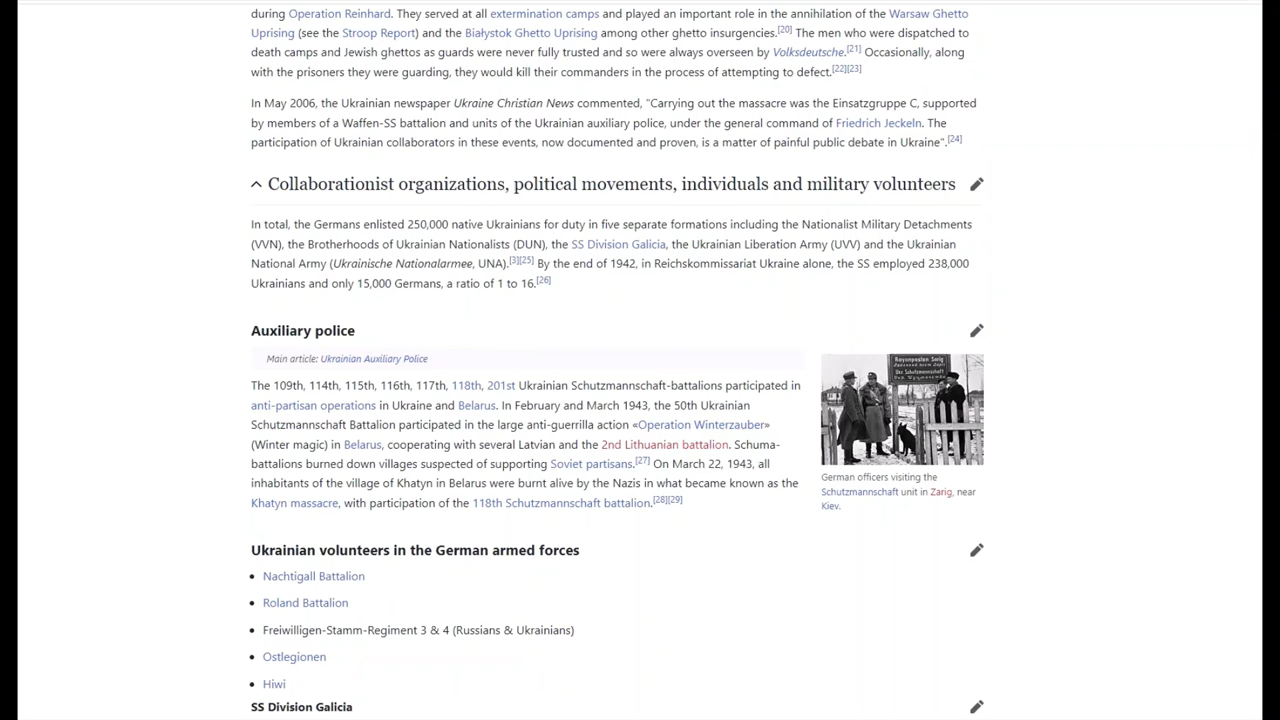 during Operation Reinhard. They served at all extermination camps and played an important role in the annihilation of the Warsaw Ghetto
Uprising (see the Stroop Report) and the Białystok Ghetto Uprising among other ghetto insurgencies.[20] The men who were dispatched to
death camps and Jewish ghettos as guards were never fully trusted and so were always overseen by Volksdeutsche.[21] Occasionally, along
with the prisoners they were guarding, they would kill their commanders in the process of attempting to defect.[22][23]
In May 2006, the Ukrainian newspaper Ukraine Christian News commented, "Carrying out the massacre was the Einsatzgruppe C, supported
by members of a Waffen-SS battalion and units of the Ukrainian auxiliary police, under the general command of Friedrich Jeckeln. The
participation of Ukrainian collaborators in these events, now documented and proven, is a matter of painful public debate in Ukraine".[24]
Collaborationist organizations, political movements, individuals and military volunteers
In total, the Germans enlisted 250,000 native Ukrainians for duty in five separate formations including the Nationalist Military Detachments
(VVN), the Brotherhoods of Ukrainian Nationalists (DUN), the SS Division Galicia, the Ukrainian Liberation Army (UVV) and the Ukrainian
National Army (Ukrainische Nationalarmee, UNA).[3][25] By the end of 1942, in Reichskommissariat Ukraine alone, the SS employed 238,000
Ukrainians and only 15,000 Germans, a ratio of 1 to 16.[26]
Auxiliary police
Main article: Ukrainian Auxiliary Police
The 109th, 114th, 115th, 116th, 117th, 118th, 201st Ukrainian Schutzmannschaft-battalions participated in
anti-partisan operations in Ukraine and Belarus. In February and March 1943, the 50th Ukrainian
Schutzmannschaft Battalion participated in the large anti-guerrilla action «Operation Winterzauber»
(Winter magic) in Belarus, cooperating with several Latvian and the 2nd Lithuanian battalion. Schuma-
battalions burned down villages suspected of supporting Soviet partisans.[27] On March 22, 1943, all
inhabitants of the village of Khatyn in Belarus were burnt alive by the Nazis in what became known as the
Khatyn massacre, with participation of the 118th Schutzmannschaft battalion.[28][29]
Rayonposten Sarig
German officers visiting the
Schutzmannschaft unit in Zarig, near
Kiev.
Ukrainian volunteers in the German armed forces
Nachtigall Battalion
Roland Battalion
Freiwilligen-Stamm-Regiment 3 & 4 (Russians & Ukrainians)
Ostlegionen
Hiwi
SS Division Galicia